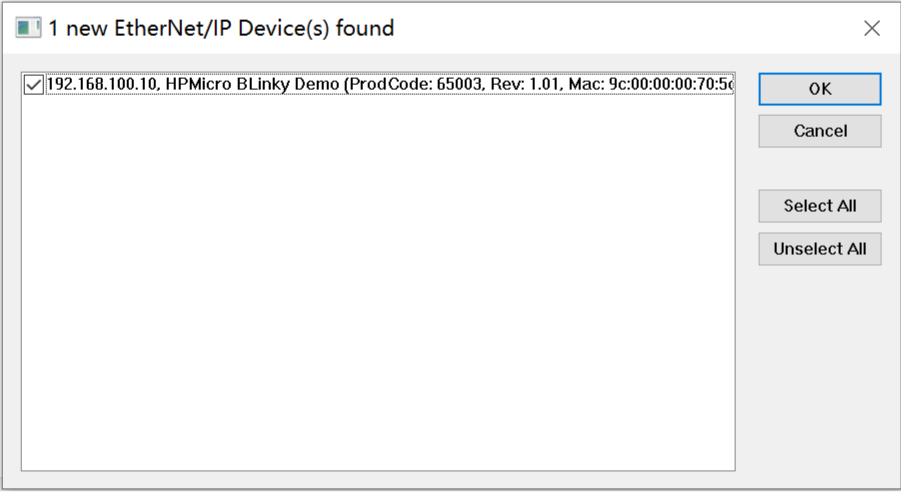 1 new EtherNet/IP Device(s) found
192.168.100.10, HPMicro BLinky Demo (ProdCode: 65003, Rev: 1.01, Mac: 9c:00:00:00:70:5
OK
Cancel
Select All
Unselect All